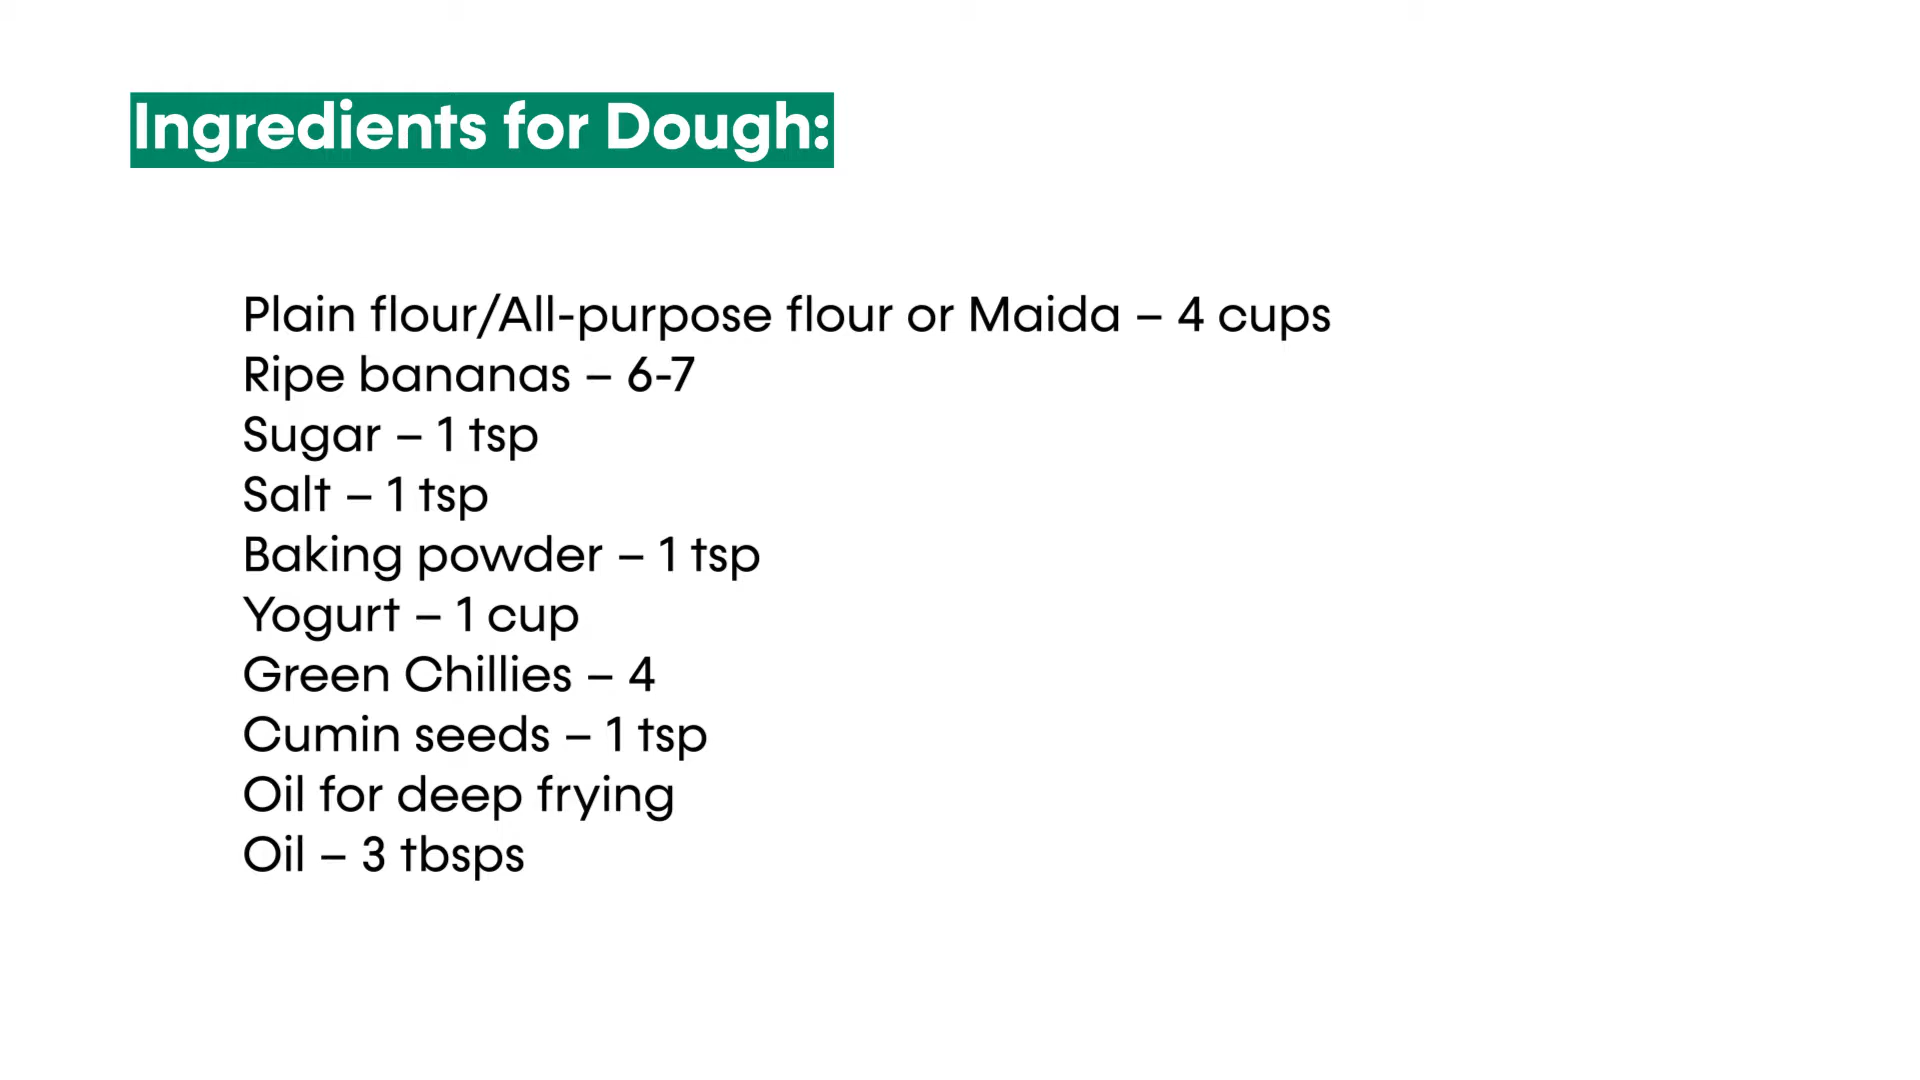 Ingredients for Dough:
Plain flour/All-purpose flour or Maida – 4 cups
Ripe bananas – 6-7
Sugar – 1 tsp
Salt – 1 tsp
Baking powder – 1 tsp
Yogurt – 1 cup
Green Chillies – 4
Cumin seeds – 1 tsp
Oil for deep frying
Oil – 3 tbsps